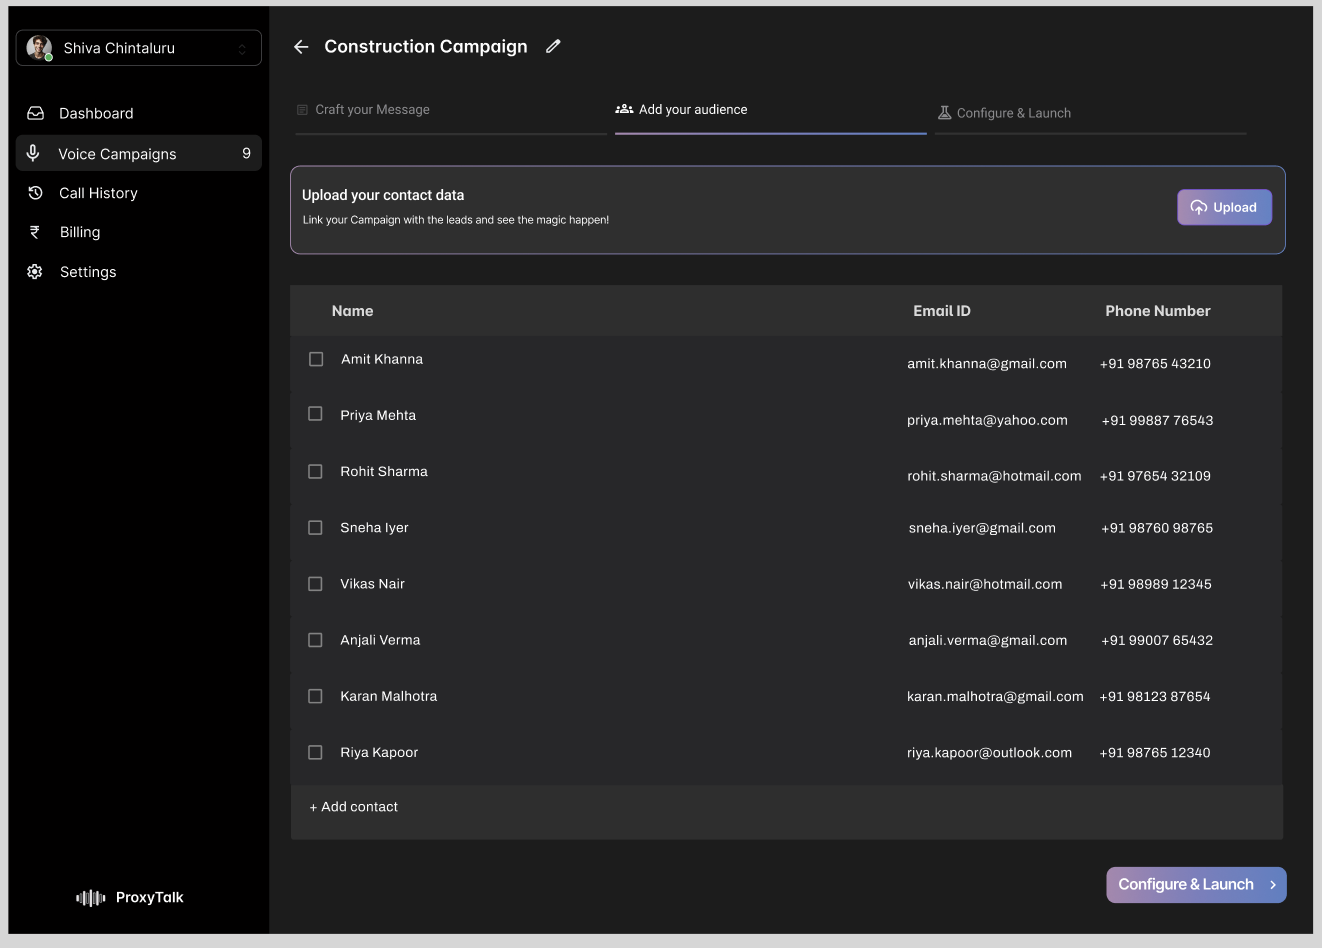 Shiva Chintaluru
Dashboard
Voice Campaigns 9
Call History
Billing
Settings
ProxyTalk
Construction Campaign
Craft your Message
Add your audience
Configure & Launch
Upload your contact data
Link your Campaign with the leads and see the magic happen!
Upload
Name Email ID Phone Number
Amit Khanna amit.khanna@gmail.com +91 98765 43210
Priya Mehta priya.mehta@yahoo.com +91 99887 76543
Rohit Sharma rohit.sharma@hotmail.com +91 97654 32109
Sneha Iyer sneha.iyer@gmail.com +91 98760 98765
Vikas Nair vikas.nair@hotmail.com +91 98989 12345
Anjali Verma anjali.verma@gmail.com +91 99007 65432
Karan Malhotra karan.malhotra@gmail.com +91 98123 87654
Riya Kapoor riya.kapoor@outlook.com +91 98765 12340
+ Add contact
Configure & Launch